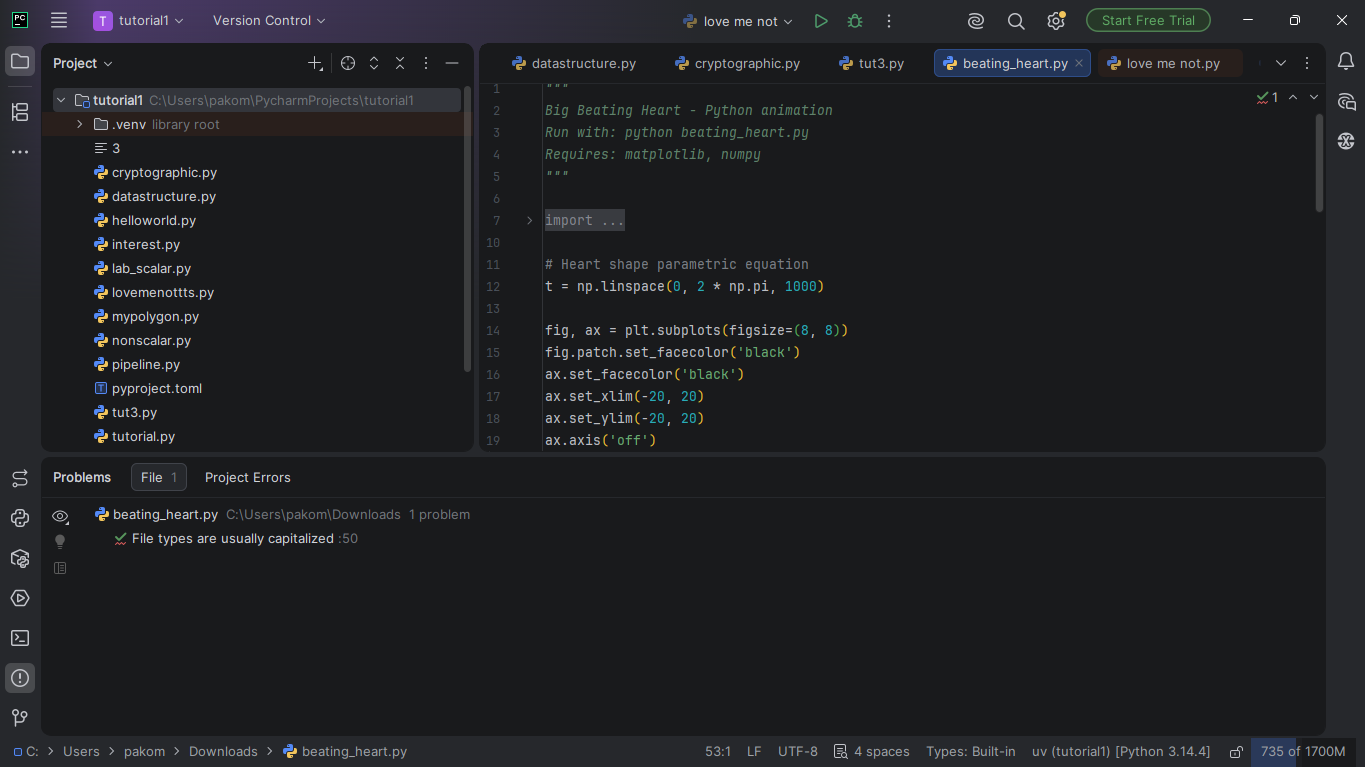 PC T tutorial1 Version Control love me not Start Free Trial
Project
tutorial1 C:\Users\pakom\PycharmProjects\tutorial1
.venv library root
3
cryptographic.py
datastructure.py
helloworld.py
interest.py
lab_scalar.py
lovemenottts.py
mypolygon.py
nonscalar.py
pipeline.py
T pyproject.toml
tut3.py
tutorial.py
datastructure.py cryptographic.py tut3.py beating_heart.py love me not.py
1 """
2 Big Beating Heart - Python animation
3 Run with: python beating_heart.py
4 Requires: matplotlib, numpy
5 """
6
7 import ...
10
11 # Heart shape parametric equation
12 t = np.linspace(0, 2 * np.pi, 1000)
13
14 fig, ax = plt.subplots(figsize=(8, 8))
15 fig.patch.set_facecolor('black')
16 ax.set_facecolor('black')
17 ax.set_xlim(-20, 20)
18 ax.set_ylim(-20, 20)
19 ax.axis('off')
1
Problems File 1 Project Errors
beating_heart.py C:\Users\pakom\Downloads 1 problem
File types are usually capitalized :50
C: Users pakom Downloads beating_heart.py 53:1 LF UTF-8 4 spaces Types: Built-in uv (tutorial1) [Python 3.14.4] 735 of 1700M